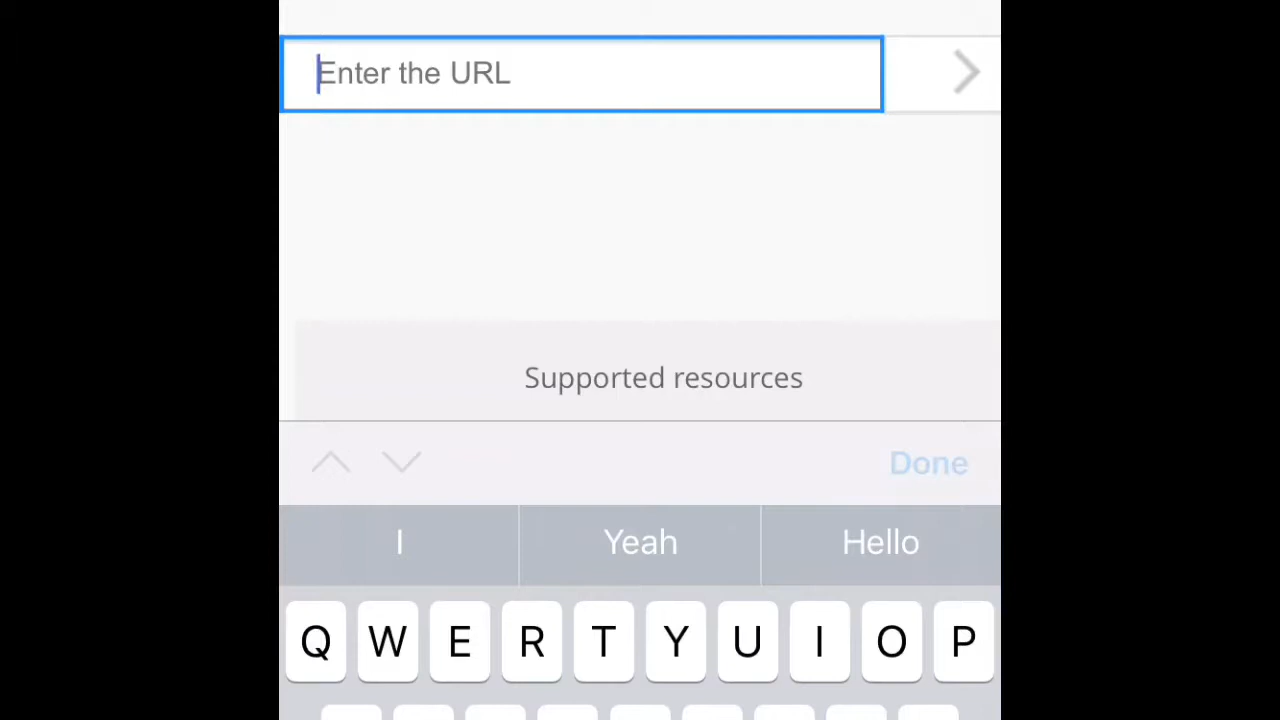 Enter the URL
Supported resources
Done
I Yeah Hello
Q W E R T Y U I O P